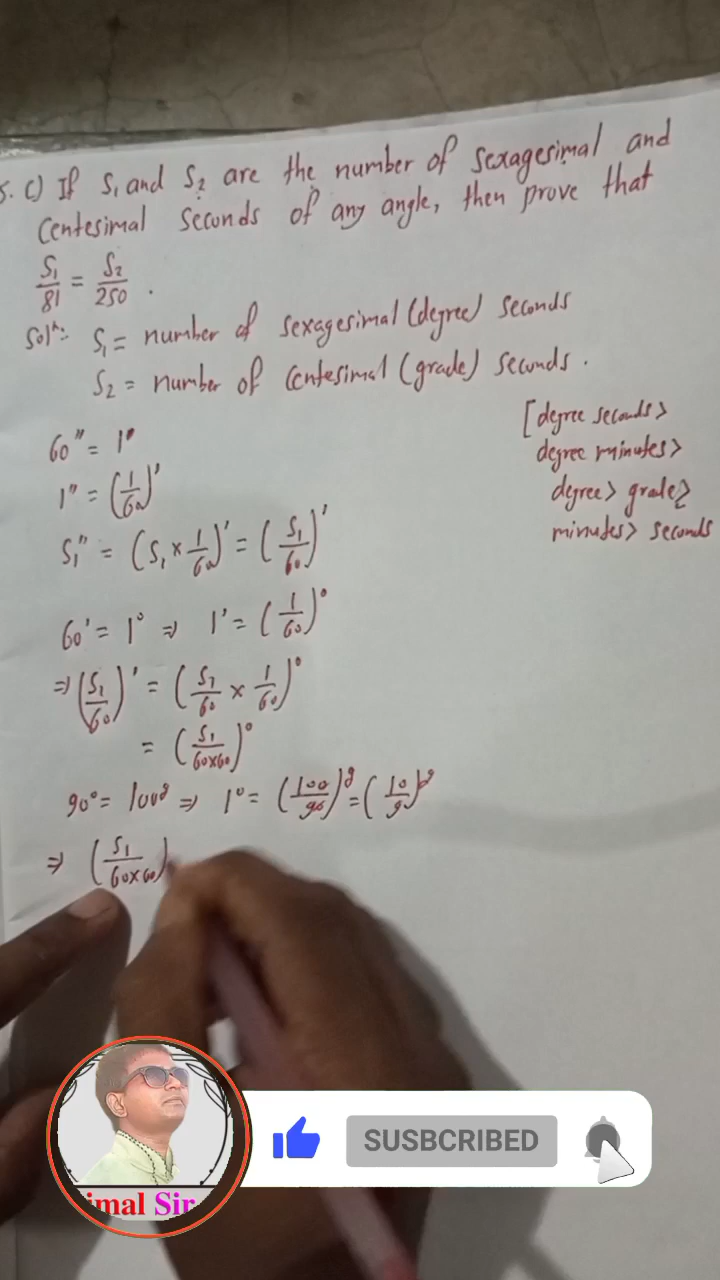 5. C) If S₁ and S₂ are the number of sexagesimal and
Centesimal seconds of any angle, then prove that
S₁/81 = S₂/250 .
Solⁿ: S₁ = number of sexagesimal (degree) seconds
S₂ = number of Centesimal (grade) seconds .
[degree seconds>
degree minutes>
degree> grade>
minutes> seconds
60" = 1'
1" = (1/60)'
S₁" = (S₁ × 1/60)' = (S₁/60)'
60' = 1° ⇒ 1' = (1/60)°
⇒ (S₁/60)' = (S₁/60 × 1/60)°
= (S₁/60×60)°
90° = 100ᵍ ⇒ 1° = (100/90)ᵍ = (10/9)ᵍ
⇒ (S₁/60×60)
SUSBCRIBED
imal Sir